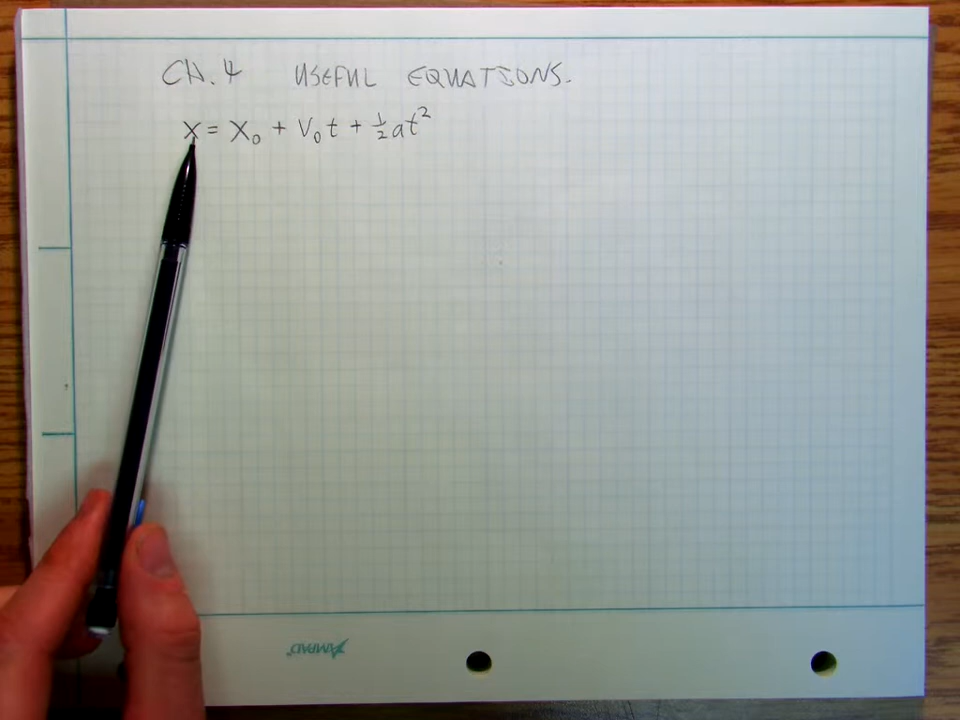 CH. 4 USEFUL EQUATIONS.
x = x₀ + v₀t + ½at²
AMPAD